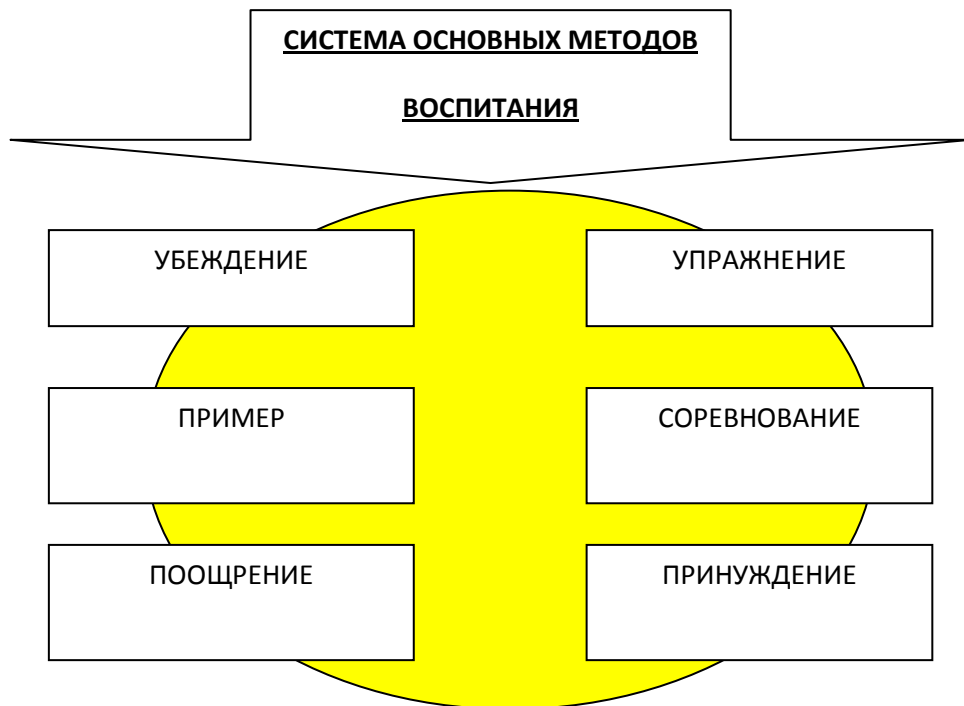 СИСТЕМА ОСНОВНЫХ МЕТОДОВ
ВОСПИТАНИЯ
УБЕЖДЕНИЕ
УПРАЖНЕНИЕ
ПРИМЕР
СОРЕВНОВАНИЕ
ПООЩРЕНИЕ
ПРИНУЖДЕНИЕ